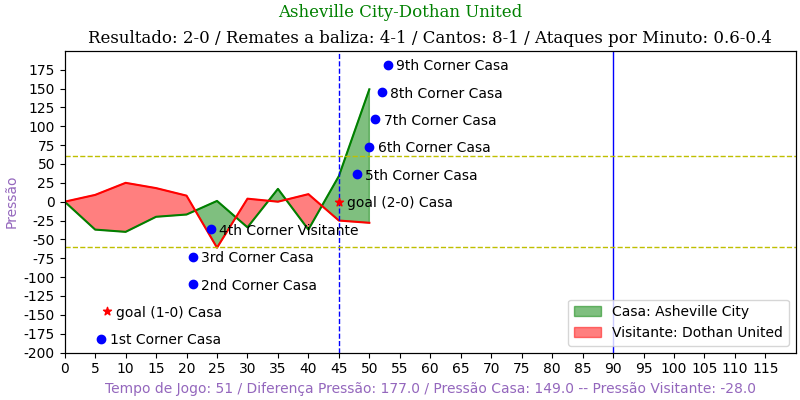 Asheville City-Dothan United
Resultado: 2-0 / Remates a baliza: 4-1 / Cantos: 8-1 / Ataques por Minuto: 0.6-0.4
175
150
125
100
75
50
25
0
-25
-50
-75
-100
-125
-150
-175
-200
Pressão
9th Corner Casa
8th Corner Casa
7th Corner Casa
6th Corner Casa
5th Corner Casa
goal (2-0) Casa
4th Corner Visitante
3rd Corner Casa
2nd Corner Casa
goal (1-0) Casa
1st Corner Casa
Casa: Asheville City
Visitante: Dothan United
0 5 10 15 20 25 30 35 40 45 50 55 60 65 70 75 80 85 90 95 100 105 110 115
Tempo de Jogo: 51 / Diferença Pressão: 177.0 / Pressão Casa: 149.0 -- Pressão Visitante: -28.0